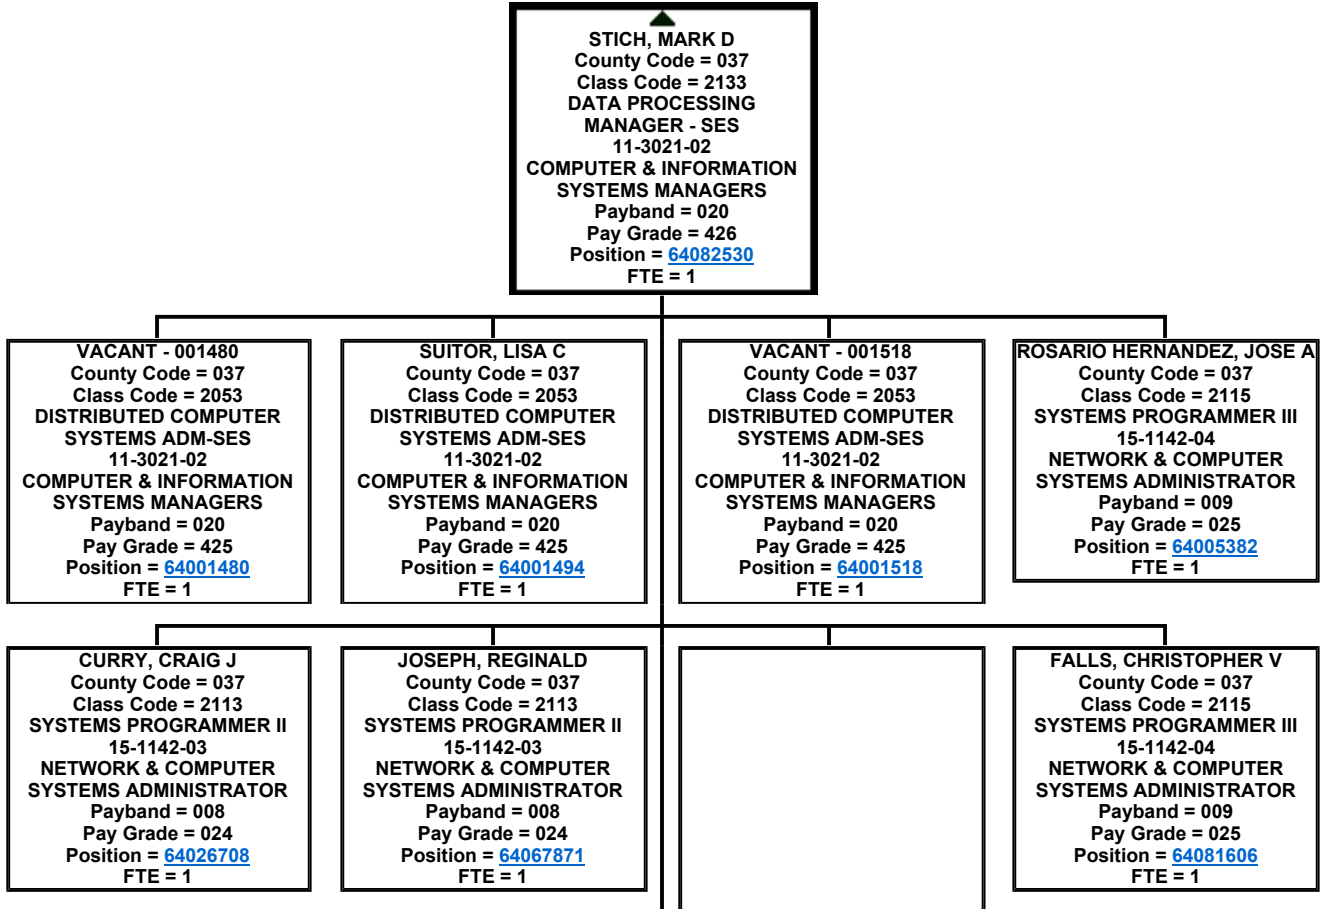 STICH, MARK D
County Code = 037
Class Code = 2133
DATA PROCESSING
MANAGER - SES
11-3021-02
COMPUTER & INFORMATION
SYSTEMS MANAGERS
Payband = 020
Pay Grade = 426
Position = 64082530
FTE = 1
VACANT - 001480
County Code = 037
Class Code = 2053
DISTRIBUTED COMPUTER
SYSTEMS ADM-SES
11-3021-02
COMPUTER & INFORMATION
SYSTEMS MANAGERS
Payband = 020
Pay Grade = 425
Position = 64001480
FTE = 1
SUITOR, LISA C
County Code = 037
Class Code = 2053
DISTRIBUTED COMPUTER
SYSTEMS ADM-SES
11-3021-02
COMPUTER & INFORMATION
SYSTEMS MANAGERS
Payband = 020
Pay Grade = 425
Position = 64001494
FTE = 1
VACANT - 001518
County Code = 037
Class Code = 2053
DISTRIBUTED COMPUTER
SYSTEMS ADM-SES
11-3021-02
COMPUTER & INFORMATION
SYSTEMS MANAGERS
Payband = 020
Pay Grade = 425
Position = 64001518
FTE = 1
ROSARIO HERNANDEZ, JOSE A
County Code = 037
Class Code = 2115
SYSTEMS PROGRAMMER III
15-1142-04
NETWORK & COMPUTER
SYSTEMS ADMINISTRATOR
Payband = 009
Pay Grade = 025
Position = 64005382
FTE = 1
CURRY, CRAIG J
County Code = 037
Class Code = 2113
SYSTEMS PROGRAMMER II
15-1142-03
NETWORK & COMPUTER
SYSTEMS ADMINISTRATOR
Payband = 008
Pay Grade = 024
Position = 64026708
FTE = 1
JOSEPH, REGINALD
County Code = 037
Class Code = 2113
SYSTEMS PROGRAMMER II
15-1142-03
NETWORK & COMPUTER
SYSTEMS ADMINISTRATOR
Payband = 008
Pay Grade = 024
Position = 64067871
FTE = 1
FALLS, CHRISTOPHER V
County Code = 037
Class Code = 2115
SYSTEMS PROGRAMMER III
15-1142-04
NETWORK & COMPUTER
SYSTEMS ADMINISTRATOR
Payband = 009
Pay Grade = 025
Position = 64081606
FTE = 1